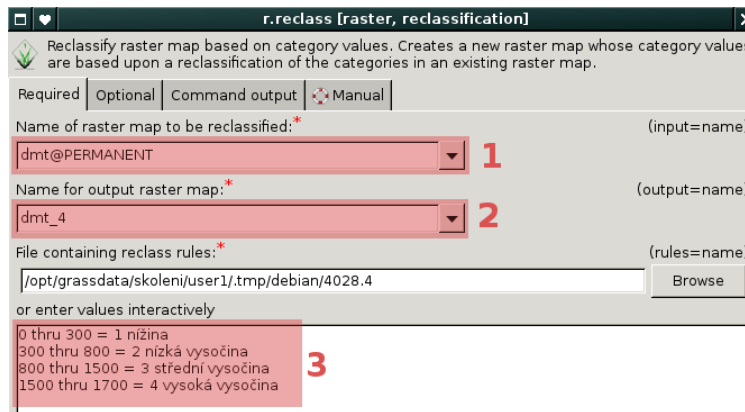 r.reclass [raster, reclassification]
Reclassify raster map based on category values. Creates a new raster map whose category values
are based upon a reclassification of the categories in an existing raster map.
Required Optional Command output Manual
Name of raster map to be reclassified:* (input=name)
dmt@PERMANENT 1
Name for output raster map:* (output=name)
dmt_4 2
File containing reclass rules:* (rules=name)
/opt/grassdata/skoleni/user1/.tmp/debian/4028.4 Browse
or enter values interactively
0 thru 300 = 1 nížina
300 thru 800 = 2 nízká vysočina
800 thru 1500 = 3 střední vysočina
1500 thru 1700 = 4 vysoká vysočina
3